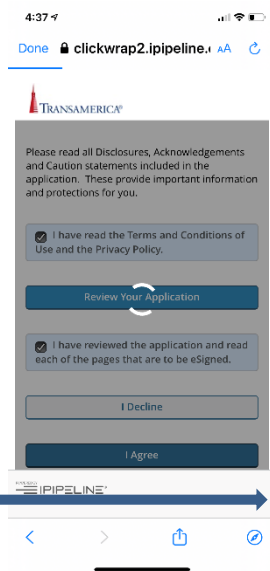 4:37
Done clickwrap2.ipipeline. AA
TRANSAMERICA®
Please read all Disclosures, Acknowledgements
and Caution statements included in the
application. These provide important information
and protections for you.
I have read the Terms and Conditions of
Use and the Privacy Policy.
Review Your Application
I have reviewed the application and read
each of the pages that are to be eSigned.
I Decline
I Agree
IPIPELINE®